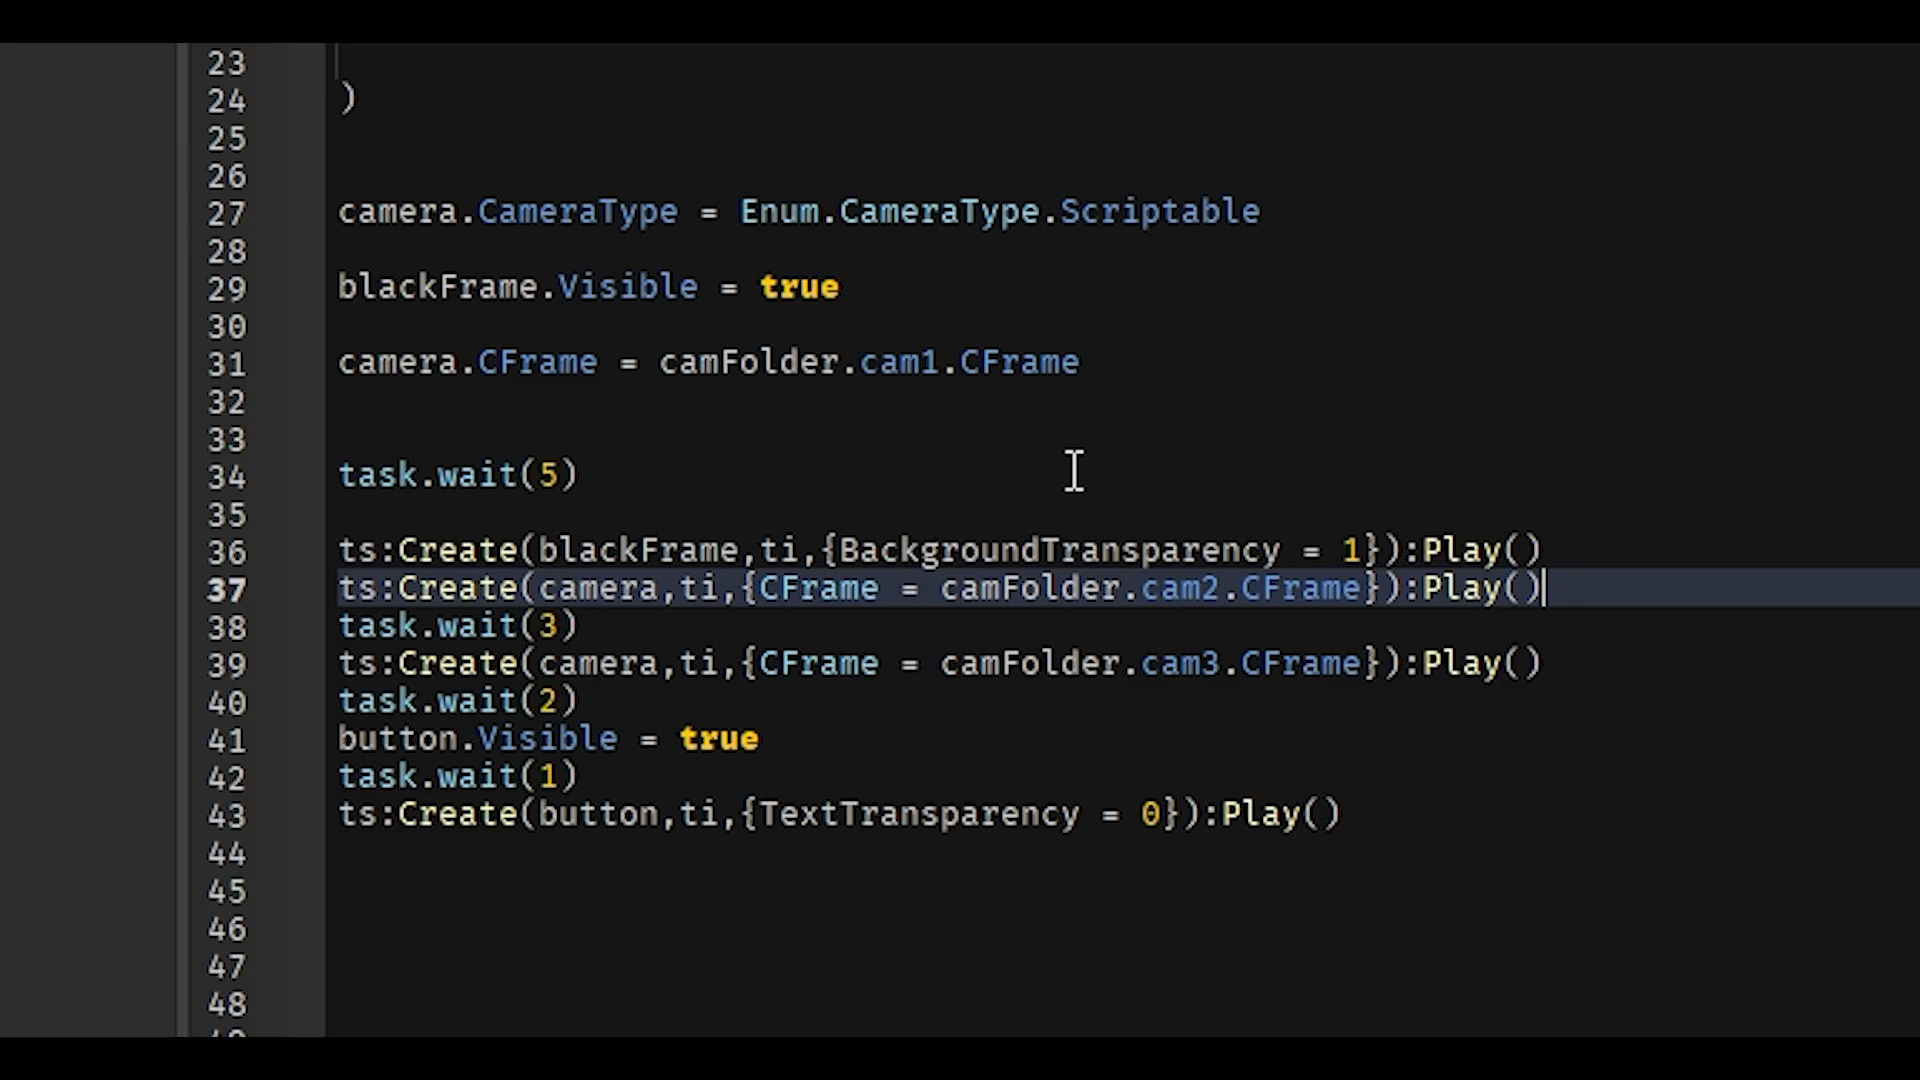 23
24 )
25
26
27 camera.CameraType = Enum.CameraType.Scriptable
28
29 blackFrame.Visible = true
30
31 camera.CFrame = camFolder.cam1.CFrame
32
33
34 task.wait(5)
35
36 ts:Create(blackFrame,ti,{BackgroundTransparency = 1}):Play()
37 ts:Create(camera,ti,{CFrame = camFolder.cam2.CFrame}):Play()
38 task.wait(3)
39 ts:Create(camera,ti,{CFrame = camFolder.cam3.CFrame}):Play()
40 task.wait(2)
41 button.Visible = true
42 task.wait(1)
43 ts:Create(button,ti,{TextTransparency = 0}):Play()
44
45
46
47
48